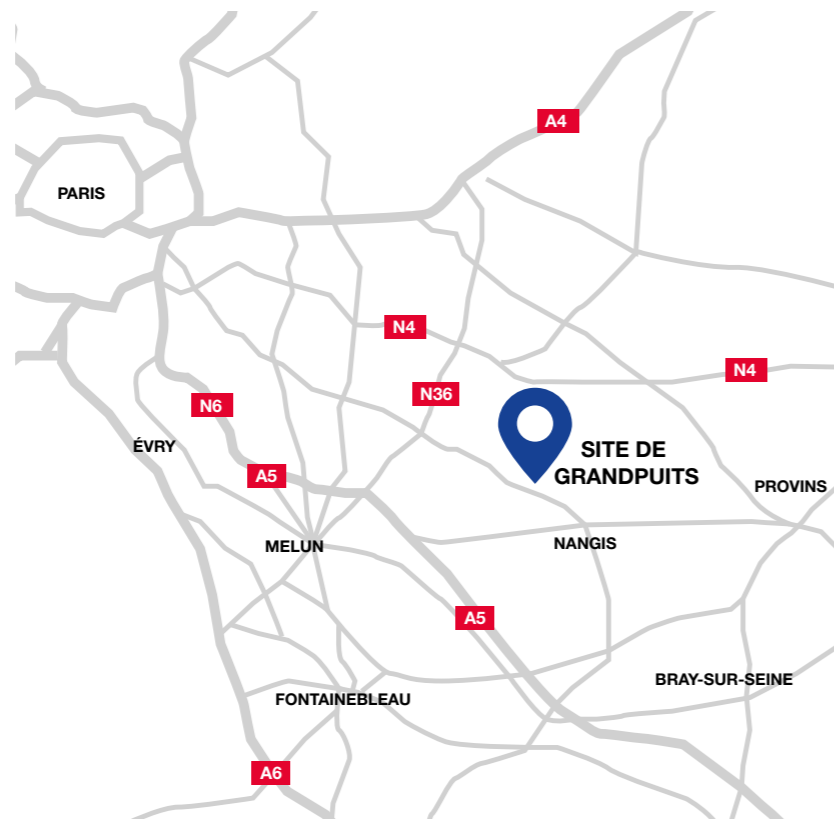 A4
PARIS
N4
N4
N36
N6
ÉVRY
SITE DE
GRANDPUITS
A5
PROVINS
MELUN
NANGIS
A5
BRAY-SUR-SEINE
FONTAINEBLEAU
A6